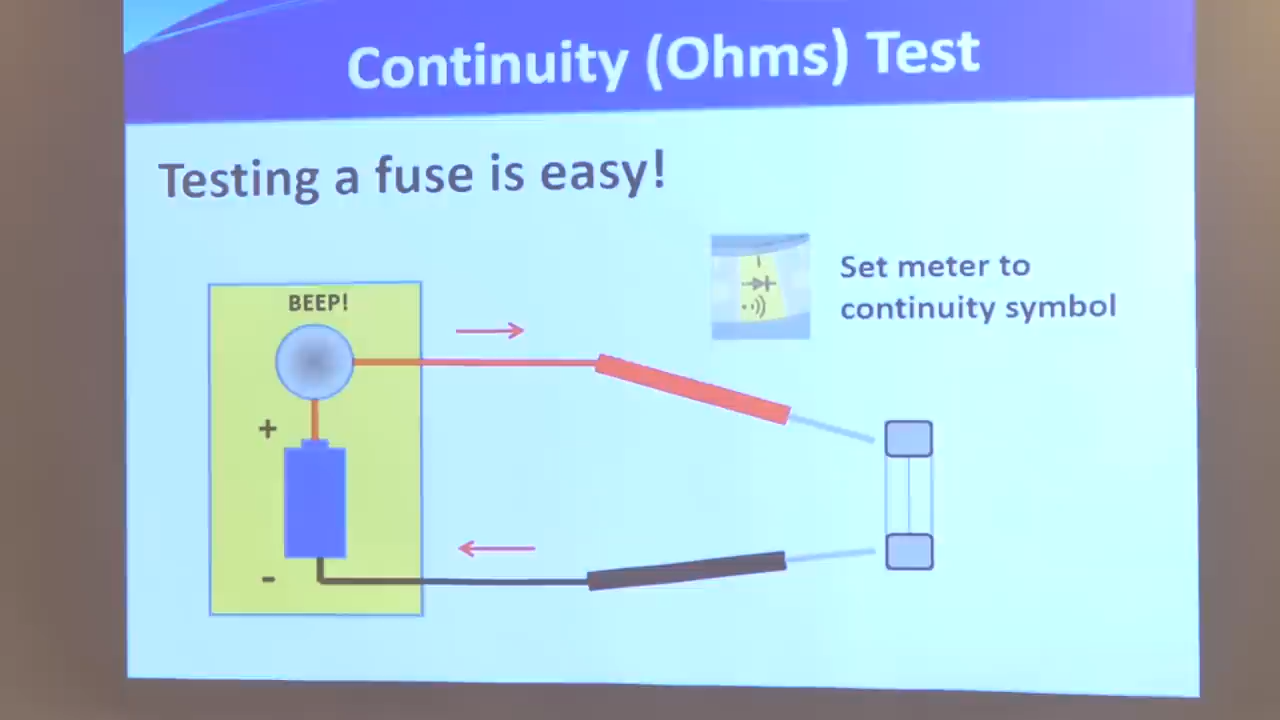 Continuity (Ohms) Test
Testing a fuse is easy!
Set meter to
continuity symbol
BEEP!
+
-